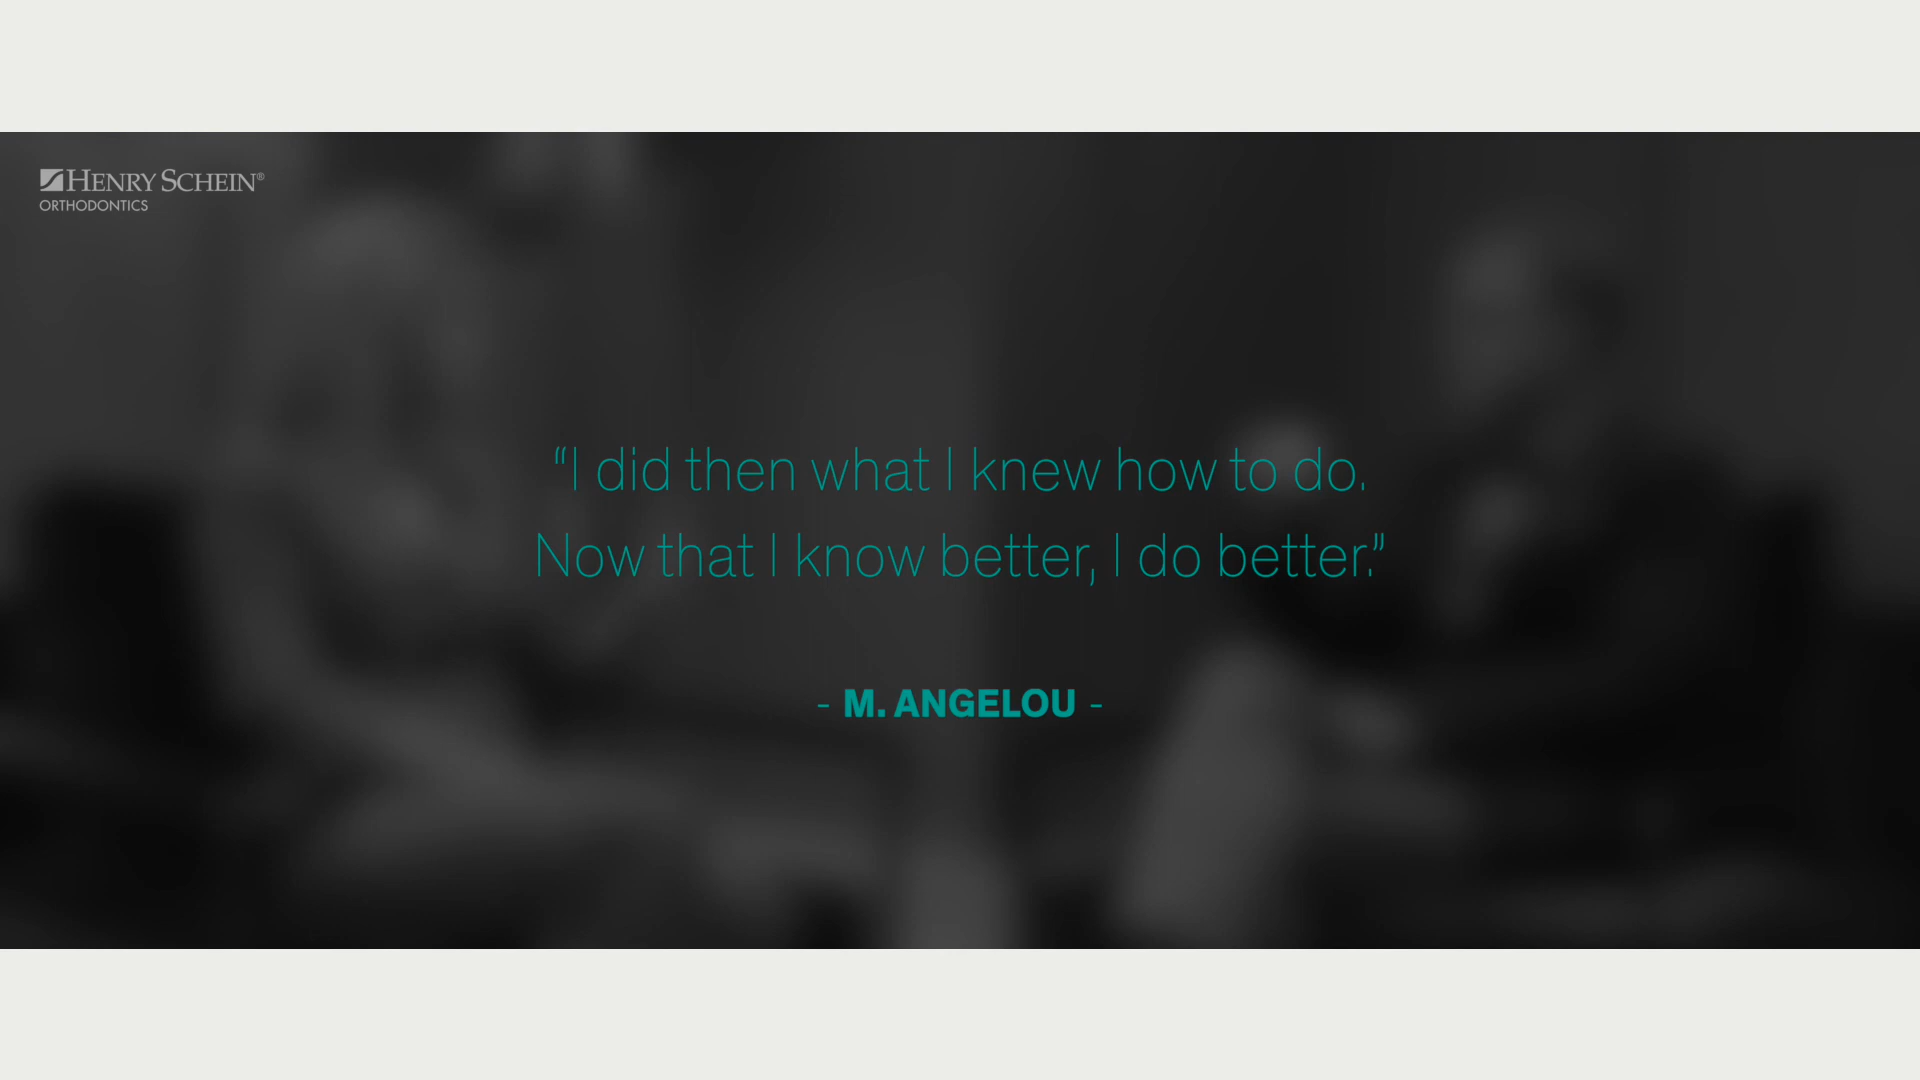 HENRY SCHEIN®
ORTHODONTICS
“I did then what I knew how to do.
Now that I know better, I do better.”
- M. ANGELOU -